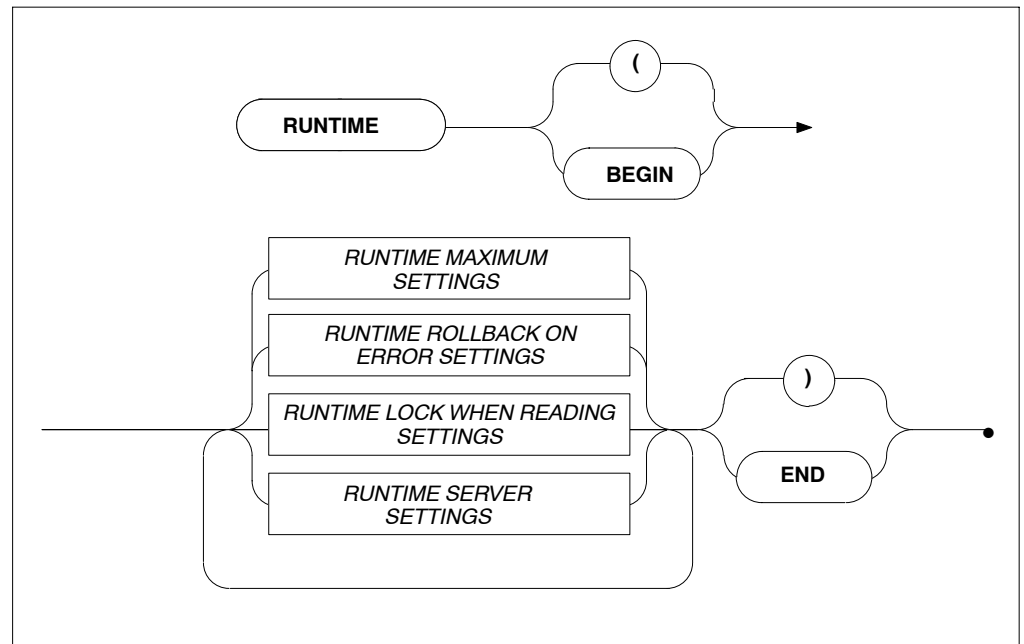 (
RUNTIME
BEGIN
RUNTIME MAXIMUM
SETTINGS
RUNTIME ROLLBACK ON
ERROR SETTINGS
)
RUNTIME LOCK WHEN READING
SETTINGS
END
RUNTIME SERVER
SETTINGS